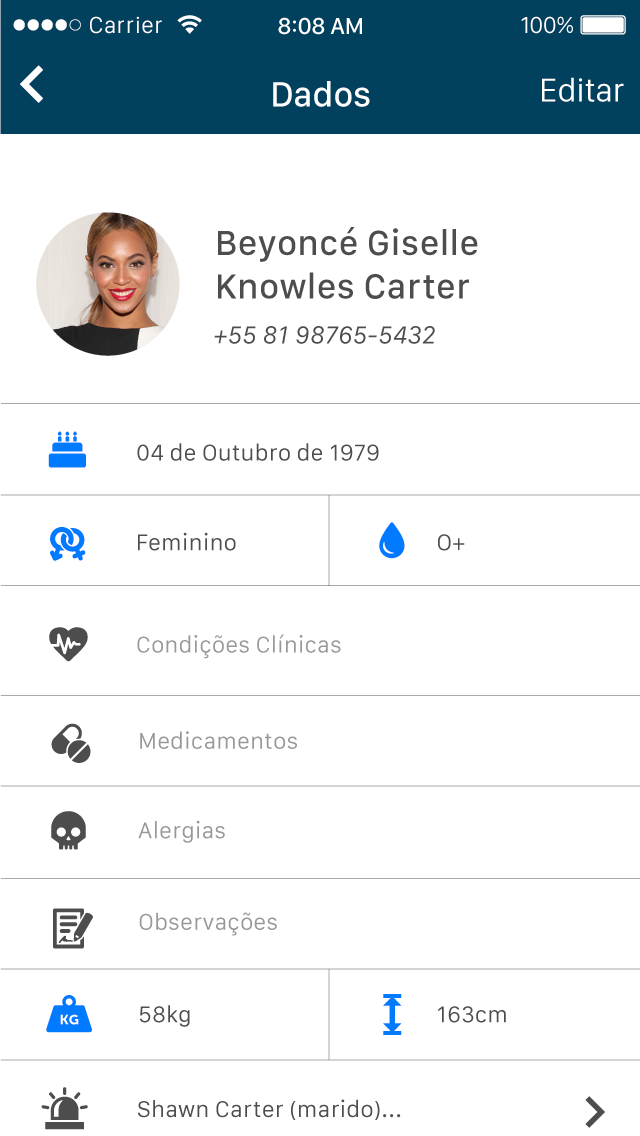 Carrier 8:08 AM 100%
Dados Editar
Beyoncé Giselle
Knowles Carter
+55 81 98765-5432
04 de Outubro de 1979
Feminino O+
Condições Clínicas
Medicamentos
Alergias
Observações
KG 58kg 163cm
Shawn Carter (marido)...